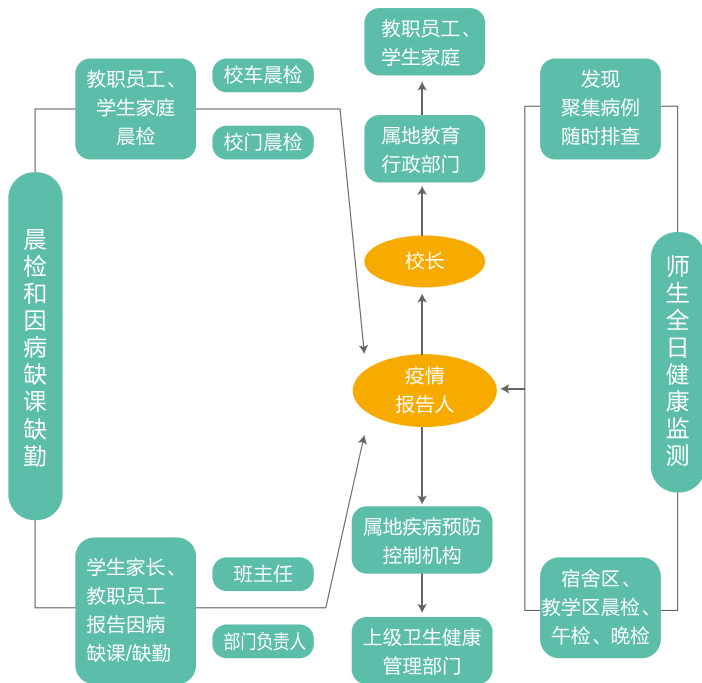 教职员工、
学生家庭
教职员工、
学生家庭
晨检
校车晨检
校门晨检
属地教育
行政部门
发现
聚集病例
随时排查
校长
晨检和因病缺课缺勤
疫情
报告人
师生全日健康监测
属地疾病预防
控制机构
学生家长、
教职员工
报告因病
缺课/缺勤
班主任
部门负责人
上级卫生健康
管理部门
宿舍区、
教学区晨检、
午检、晚检